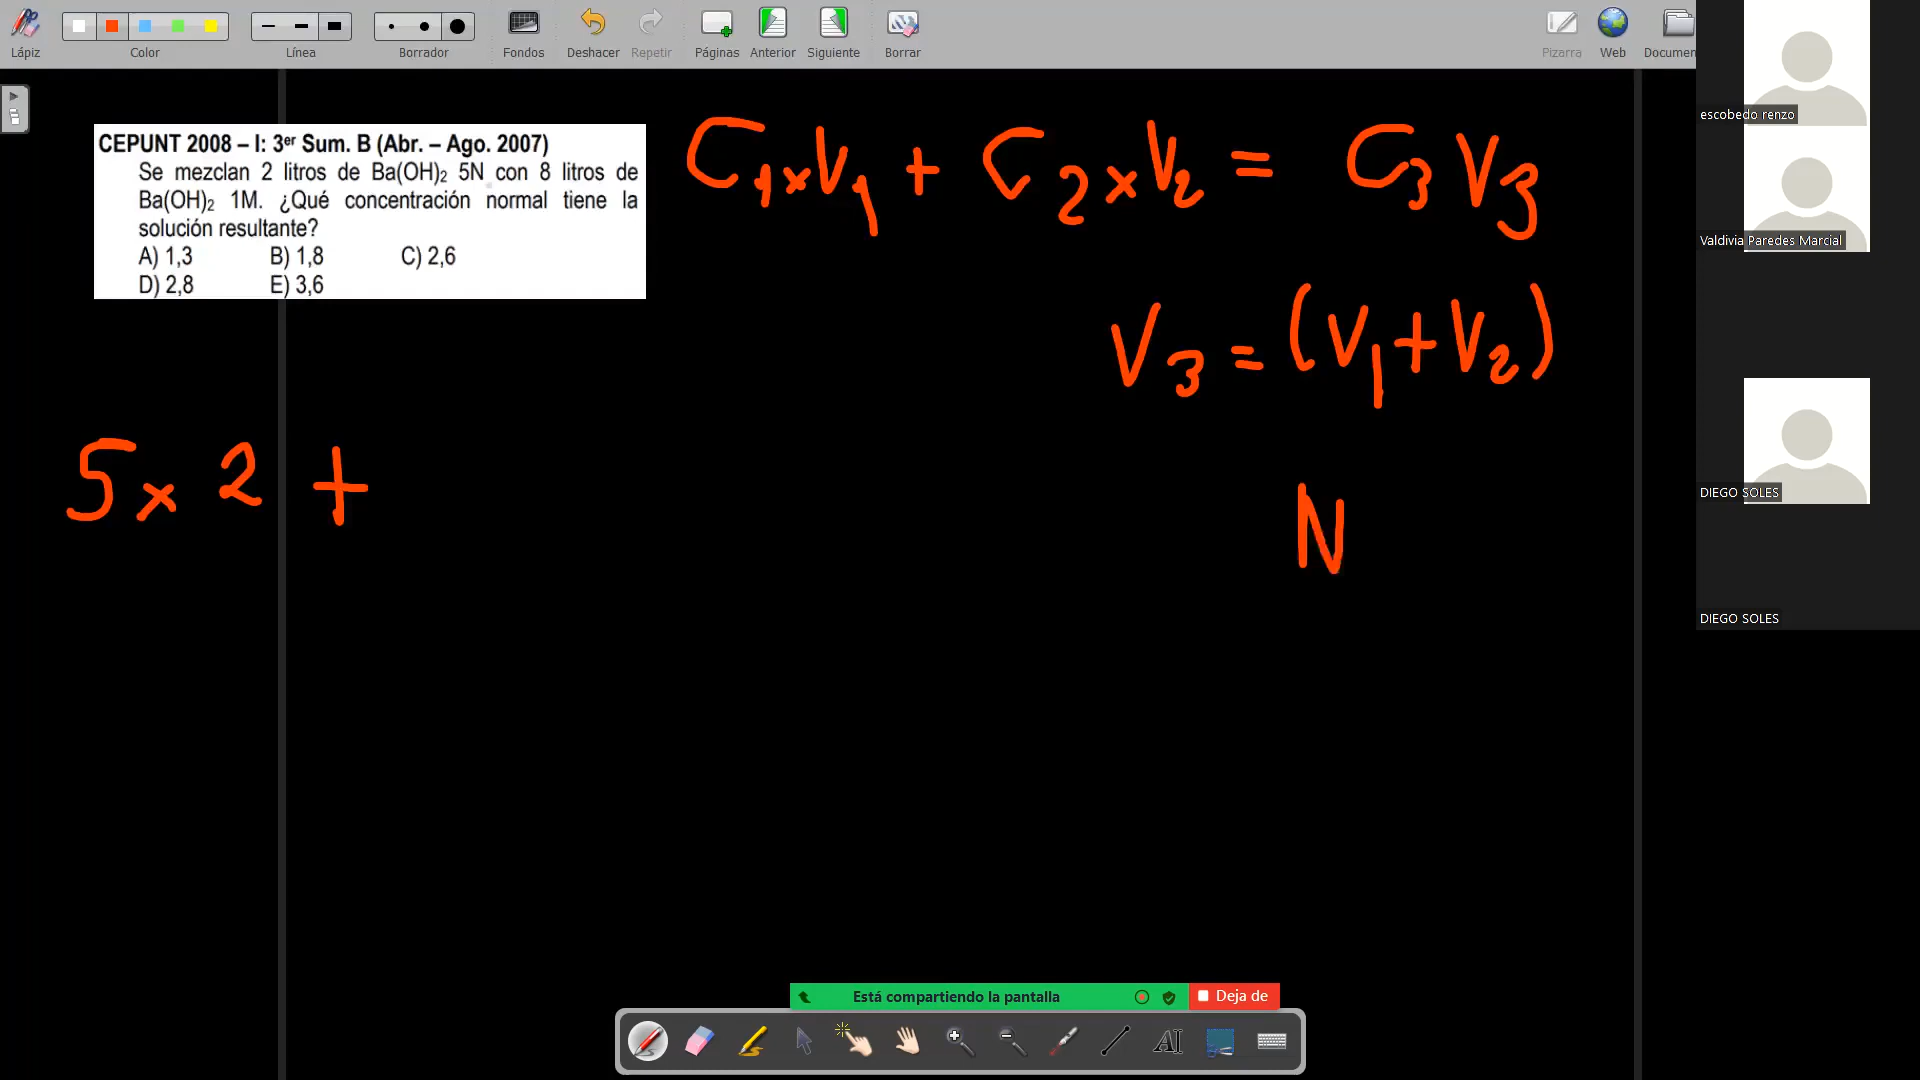 Lápiz
Color
Línea
Borrador
Fondos
Deshacer
Repetir
Páginas
Anterior
Siguiente
Borrar
Pizarra
Web
Documen
CEPUNT 2008 – I: 3er Sum. B (Abr. – Ago. 2007)
Se mezclan 2 litros de Ba(OH)₂ 5N con 8 litros de
Ba(OH)₂ 1M. ¿Qué concentración normal tiene la
solución resultante?
A) 1,3 B) 1,8 C) 2,6
D) 2,8 E) 3,6
C₁ x V₁ + C₂ x V₂ = C₃ V₃
V₃ = (V₁ + V₂)
5 x 2 +
N
escobedo renzo
Valdivia Paredes Marcial
DIEGO SOLES
DIEGO SOLES
Está compartiendo la pantalla
Deja de
AI